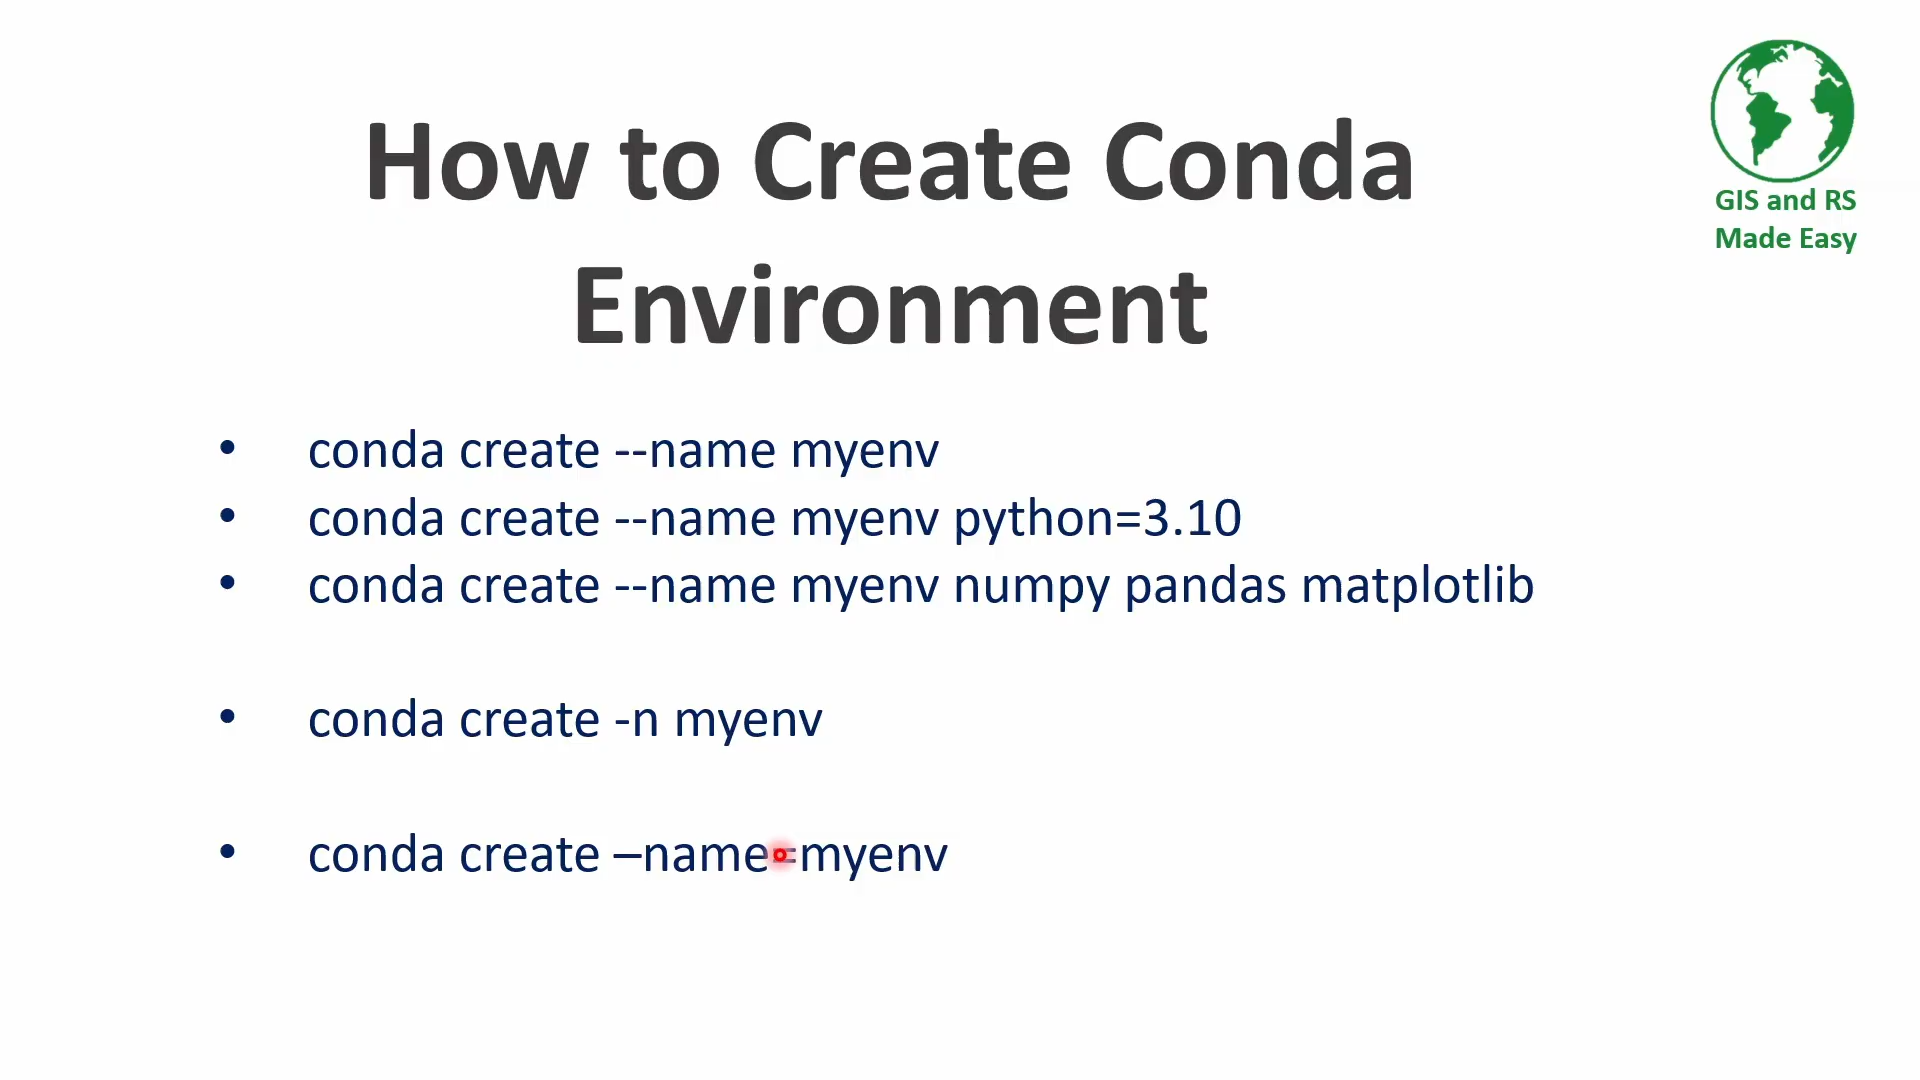 How to Create Conda
Environment
GIS and RS
Made Easy
• conda create --name myenv
• conda create --name myenv python=3.10
• conda create --name myenv numpy pandas matplotlib
• conda create -n myenv
• conda create –name=myenv